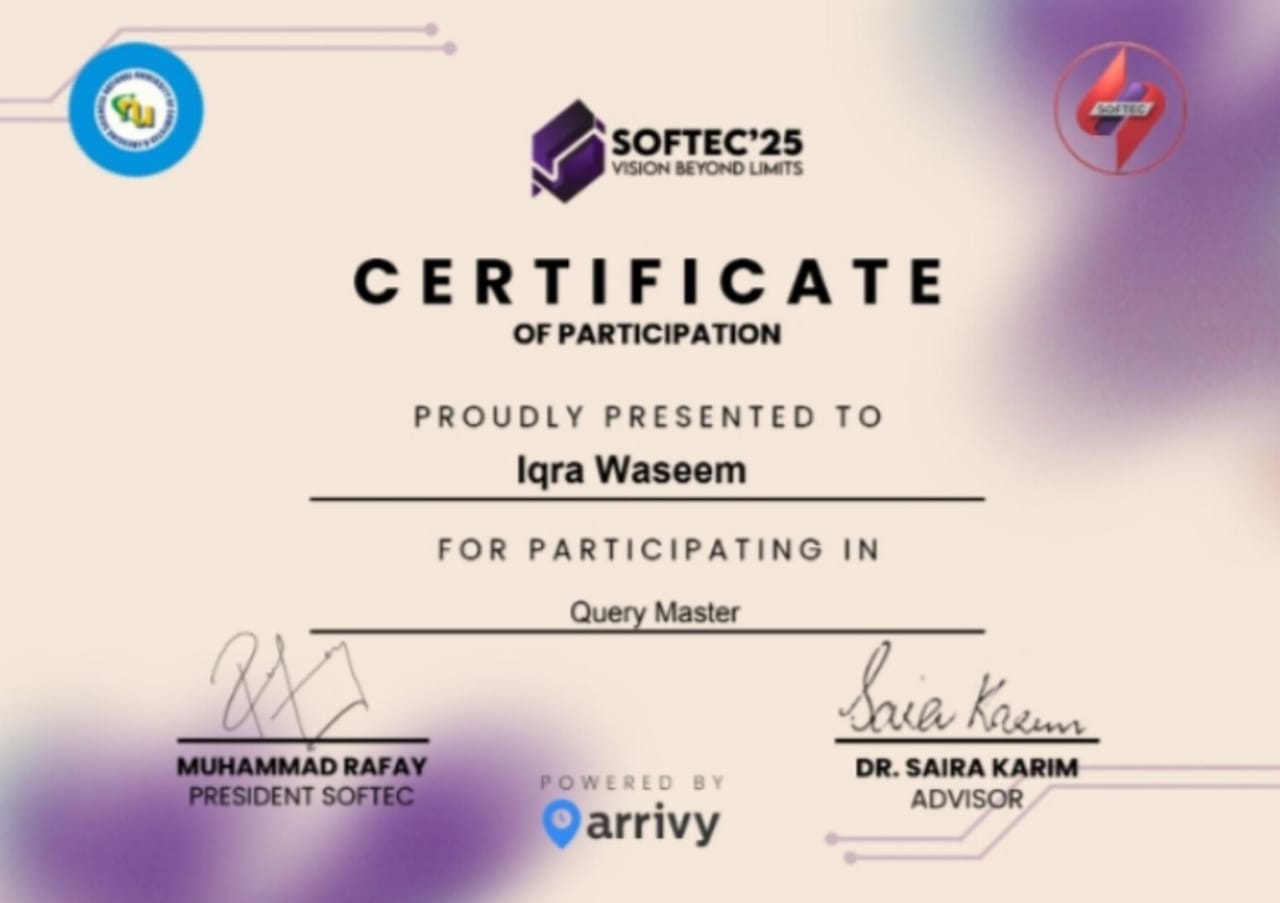 SOFTEC
SOFTEC'25
VISION BEYOND LIMITS
CERTIFICATE
OF PARTICIPATION
PROUDLY PRESENTED TO
Iqra Waseem
FOR PARTICIPATING IN
Query Master
Saira Karim
MUHAMMAD RAFAY
PRESIDENT SOFTEC
DR. SAIRA KARIM
ADVISOR
POWERED BY
arrivy